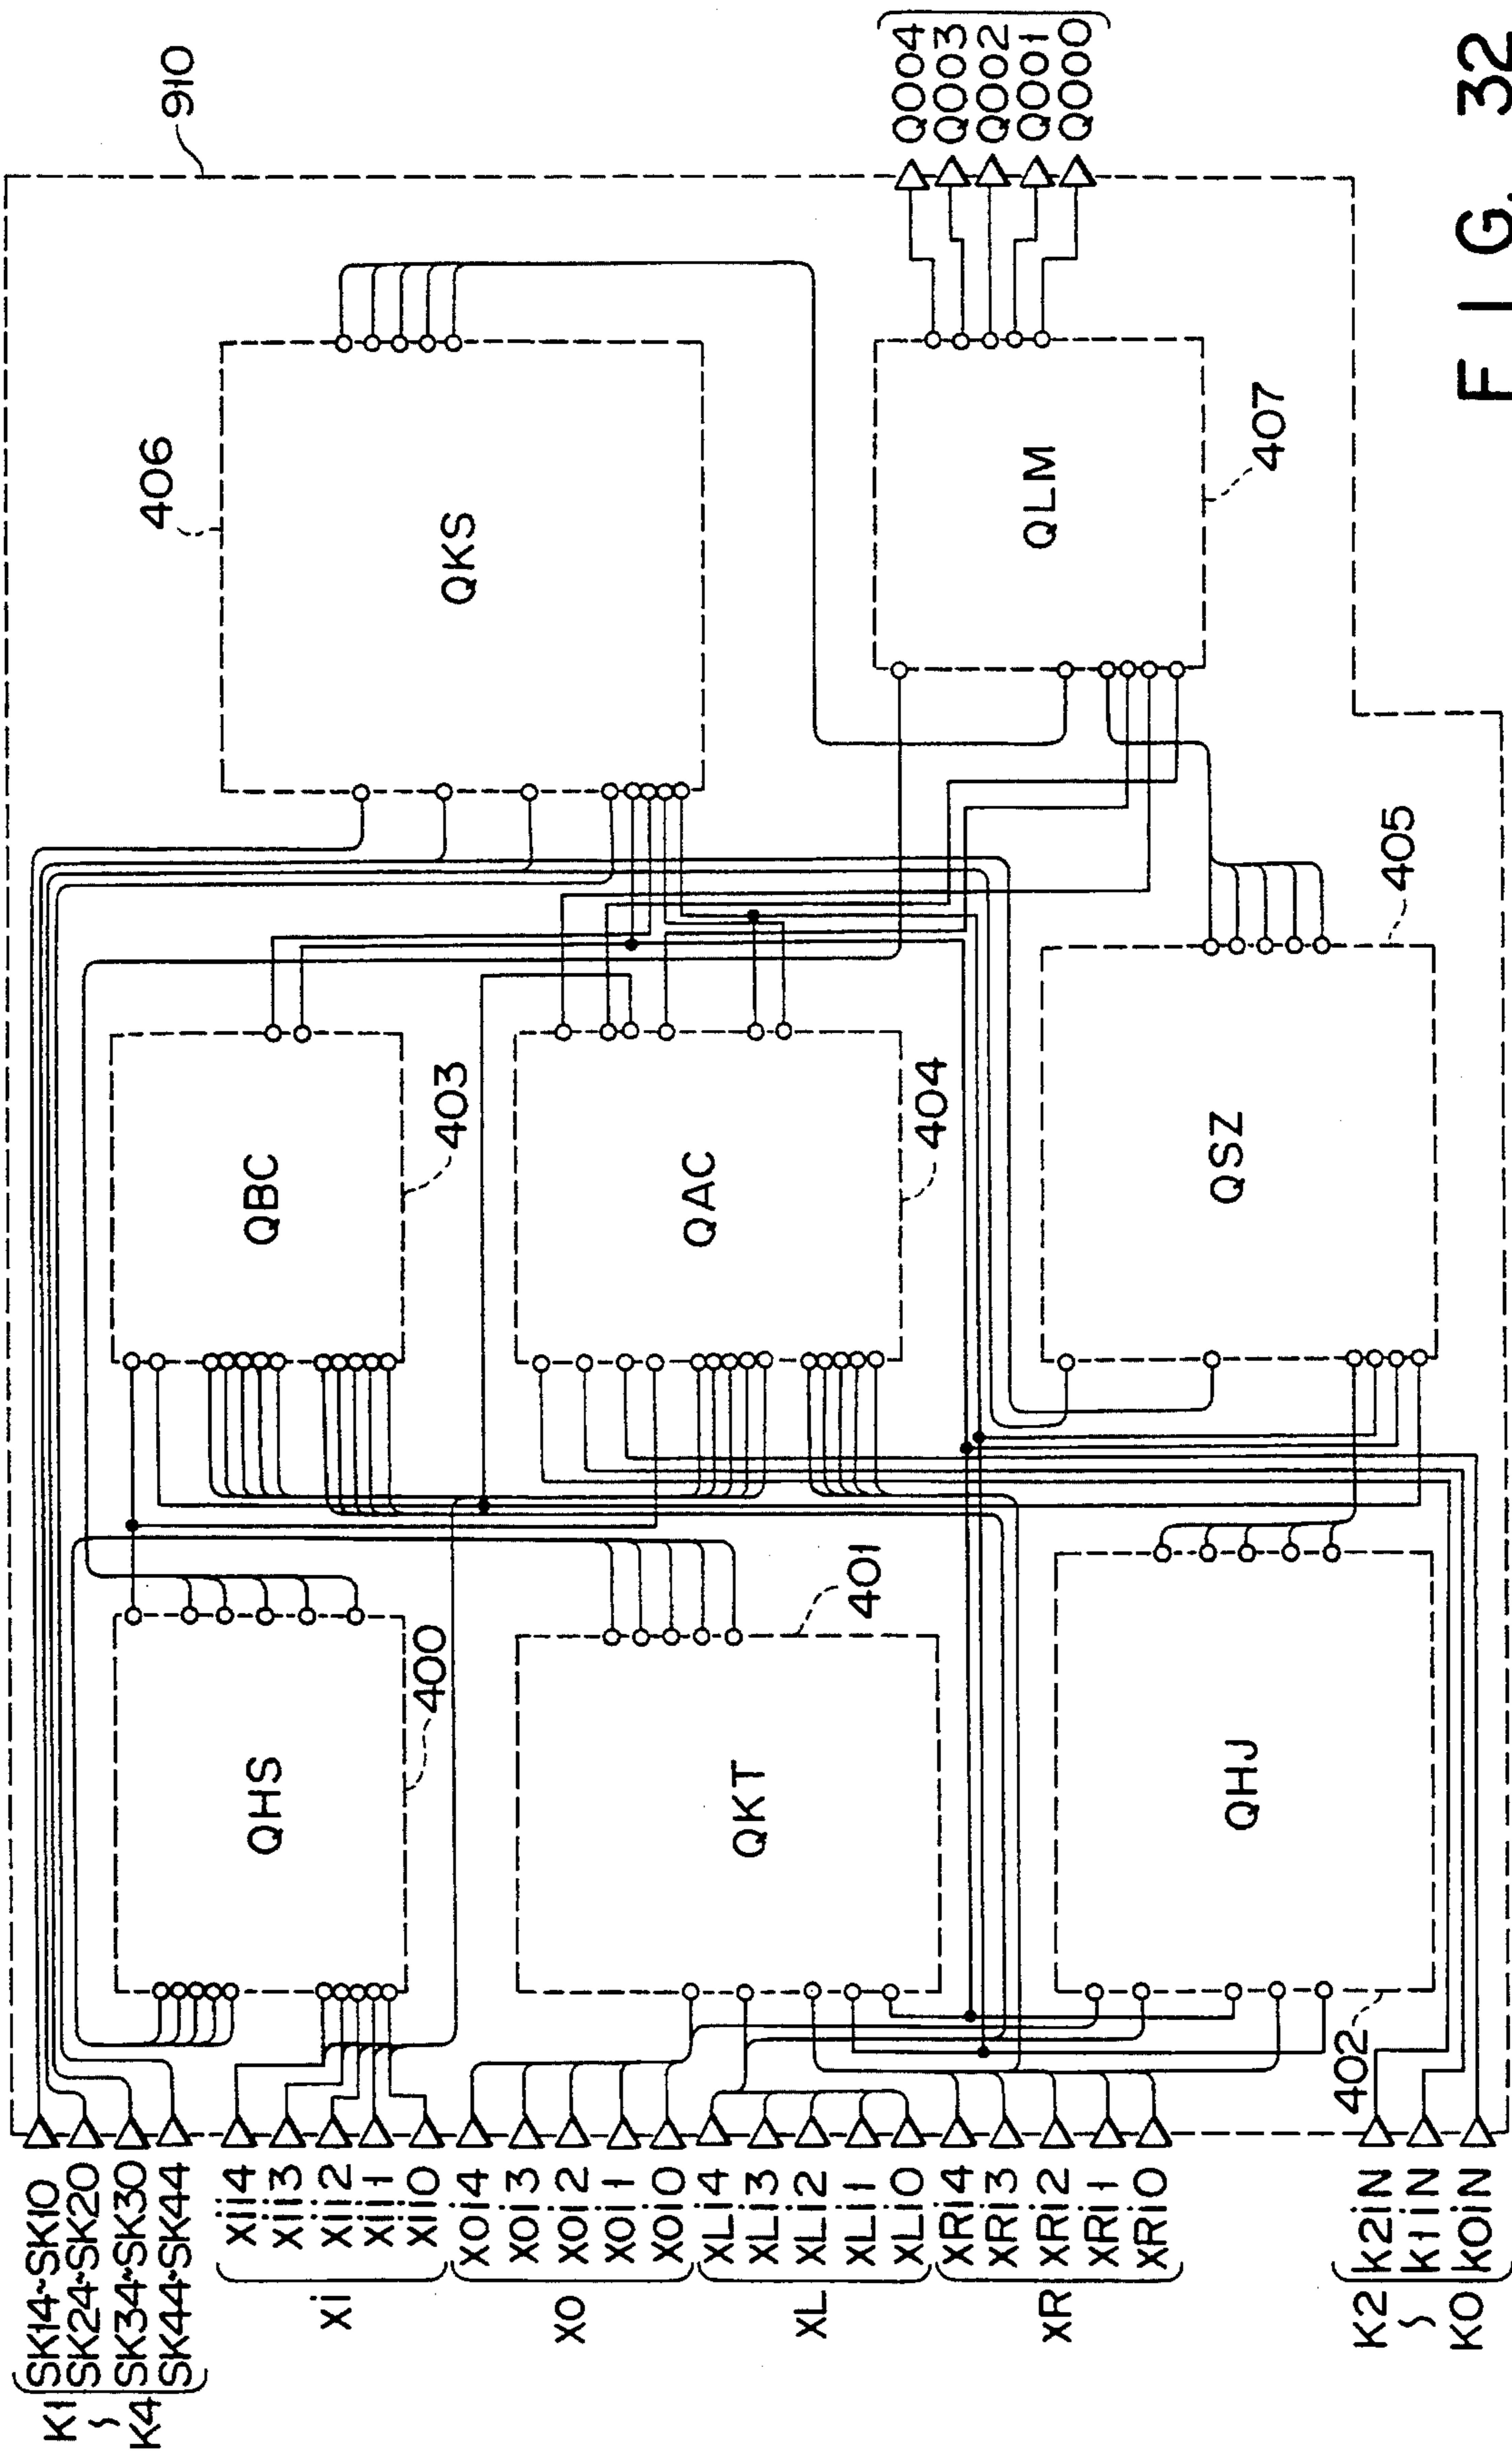 910
K1
SK14~SK10
SK24~SK20
SK34~SK30
K4
SK44~SK44
Xi
Xii4
Xii3
Xii2
Xii1
Xii0
XO
XOi4
XOi3
XOi2
XOi1
XOi0
XL
XLi4
XLi3
XLi2
XLi1
XLi0
XR
XRi4
XRi3
XRi2
XRi1
XRi0
K2
K2iN
K1iN
K0
K0iN
QHS
400
QKT
401
QHJ
402
QBC
403
QAC
404
QSZ
405
QKS
406
QLM
407
Q004
Q003
Q002
Q001
Q000
FIG. 32